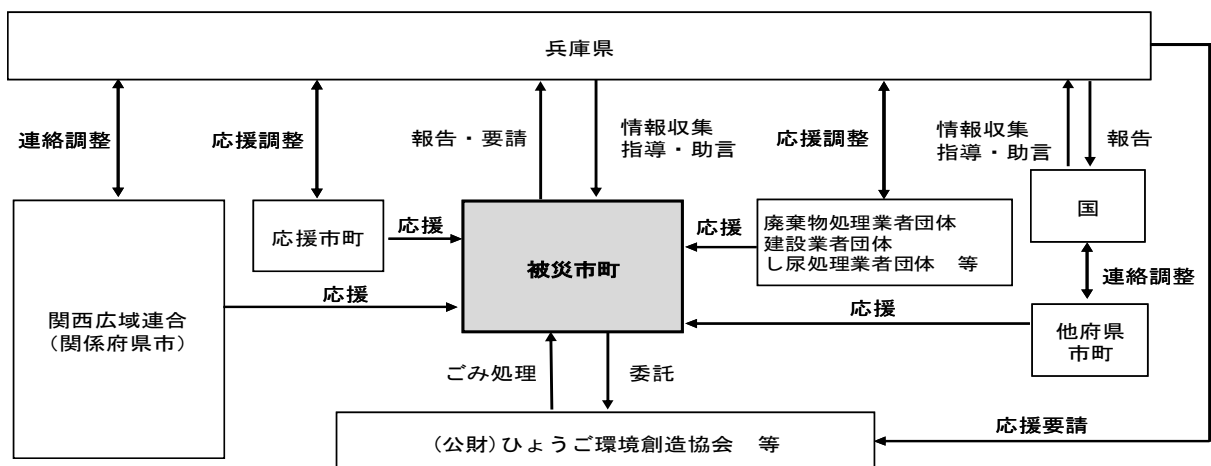 兵庫県
連絡調整
応援調整
報告・要請
情報収集
指導・助言
応援調整
情報収集
指導・助言
報告
関西広域連合
(関係府県市)
応援市町
応援
応援
被災市町
応援
廃棄物処理業者団体
建設業者団体
し尿処理業者団体　等
国
連絡調整
応援
他府県
市町
ごみ処理
委託
(公財)ひょうご環境創造協会　等
応援要請